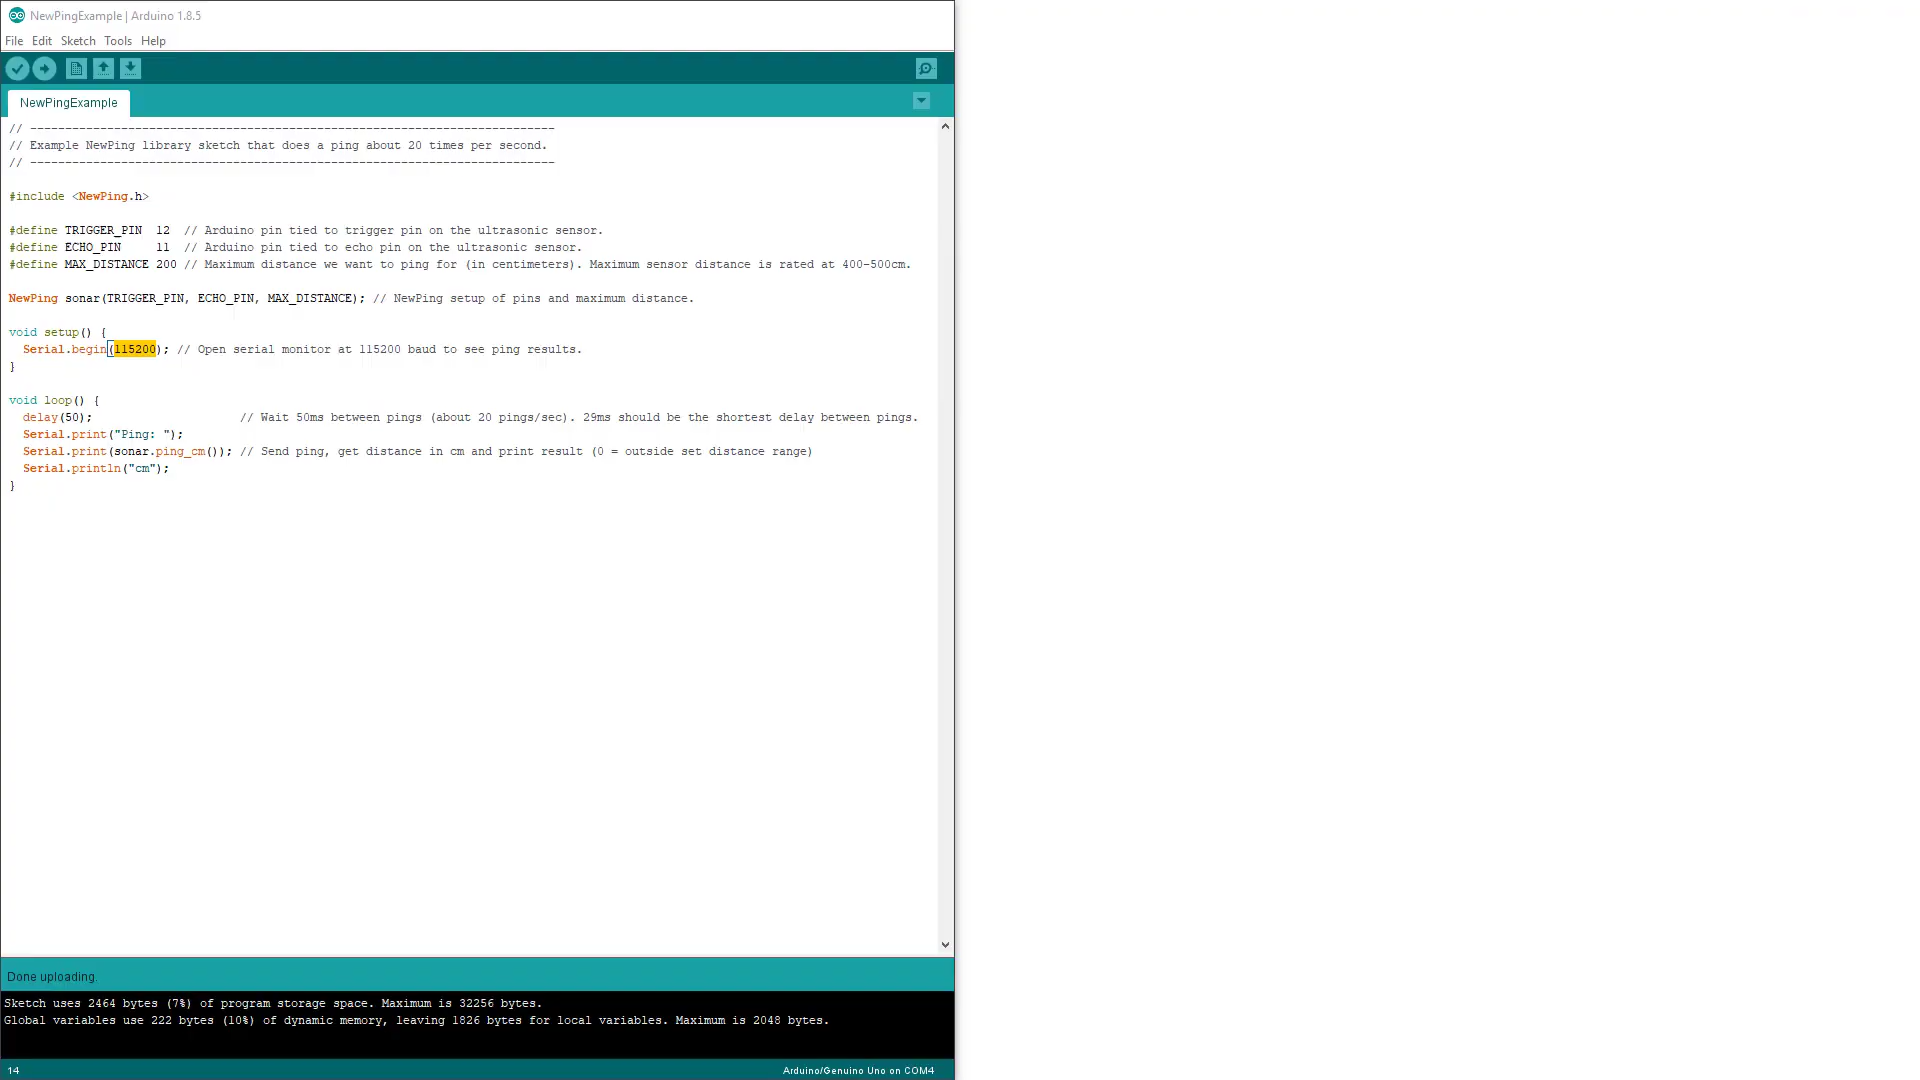 NewPingExample | Arduino 1.8.5
File Edit Sketch Tools Help
NewPingExample
// ---------------------------------------------------------------------------
// Example NewPing library sketch that does a ping about 20 times per second.
// ---------------------------------------------------------------------------
#include <NewPing.h>
#define TRIGGER_PIN  12  // Arduino pin tied to trigger pin on the ultrasonic sensor.
#define ECHO_PIN     11  // Arduino pin tied to echo pin on the ultrasonic sensor.
#define MAX_DISTANCE 200 // Maximum distance we want to ping for (in centimeters). Maximum sensor distance is rated at 400-500cm.
NewPing sonar(TRIGGER_PIN, ECHO_PIN, MAX_DISTANCE); // NewPing setup of pins and maximum distance.
void setup() {
  Serial.begin(115200); // Open serial monitor at 115200 baud to see ping results.
}
void loop() {
  delay(50);                     // Wait 50ms between pings (about 20 pings/sec). 29ms should be the shortest delay between pings.
  Serial.print("Ping: ");
  Serial.print(sonar.ping_cm()); // Send ping, get distance in cm and print result (0 = outside set distance range)
  Serial.println("cm");
}
Done uploading.
Sketch uses 2464 bytes (7%) of program storage space. Maximum is 32256 bytes.
Global variables use 222 bytes (10%) of dynamic memory, leaving 1826 bytes for local variables. Maximum is 2048 bytes.
14 Arduino/Genuino Uno on COM4